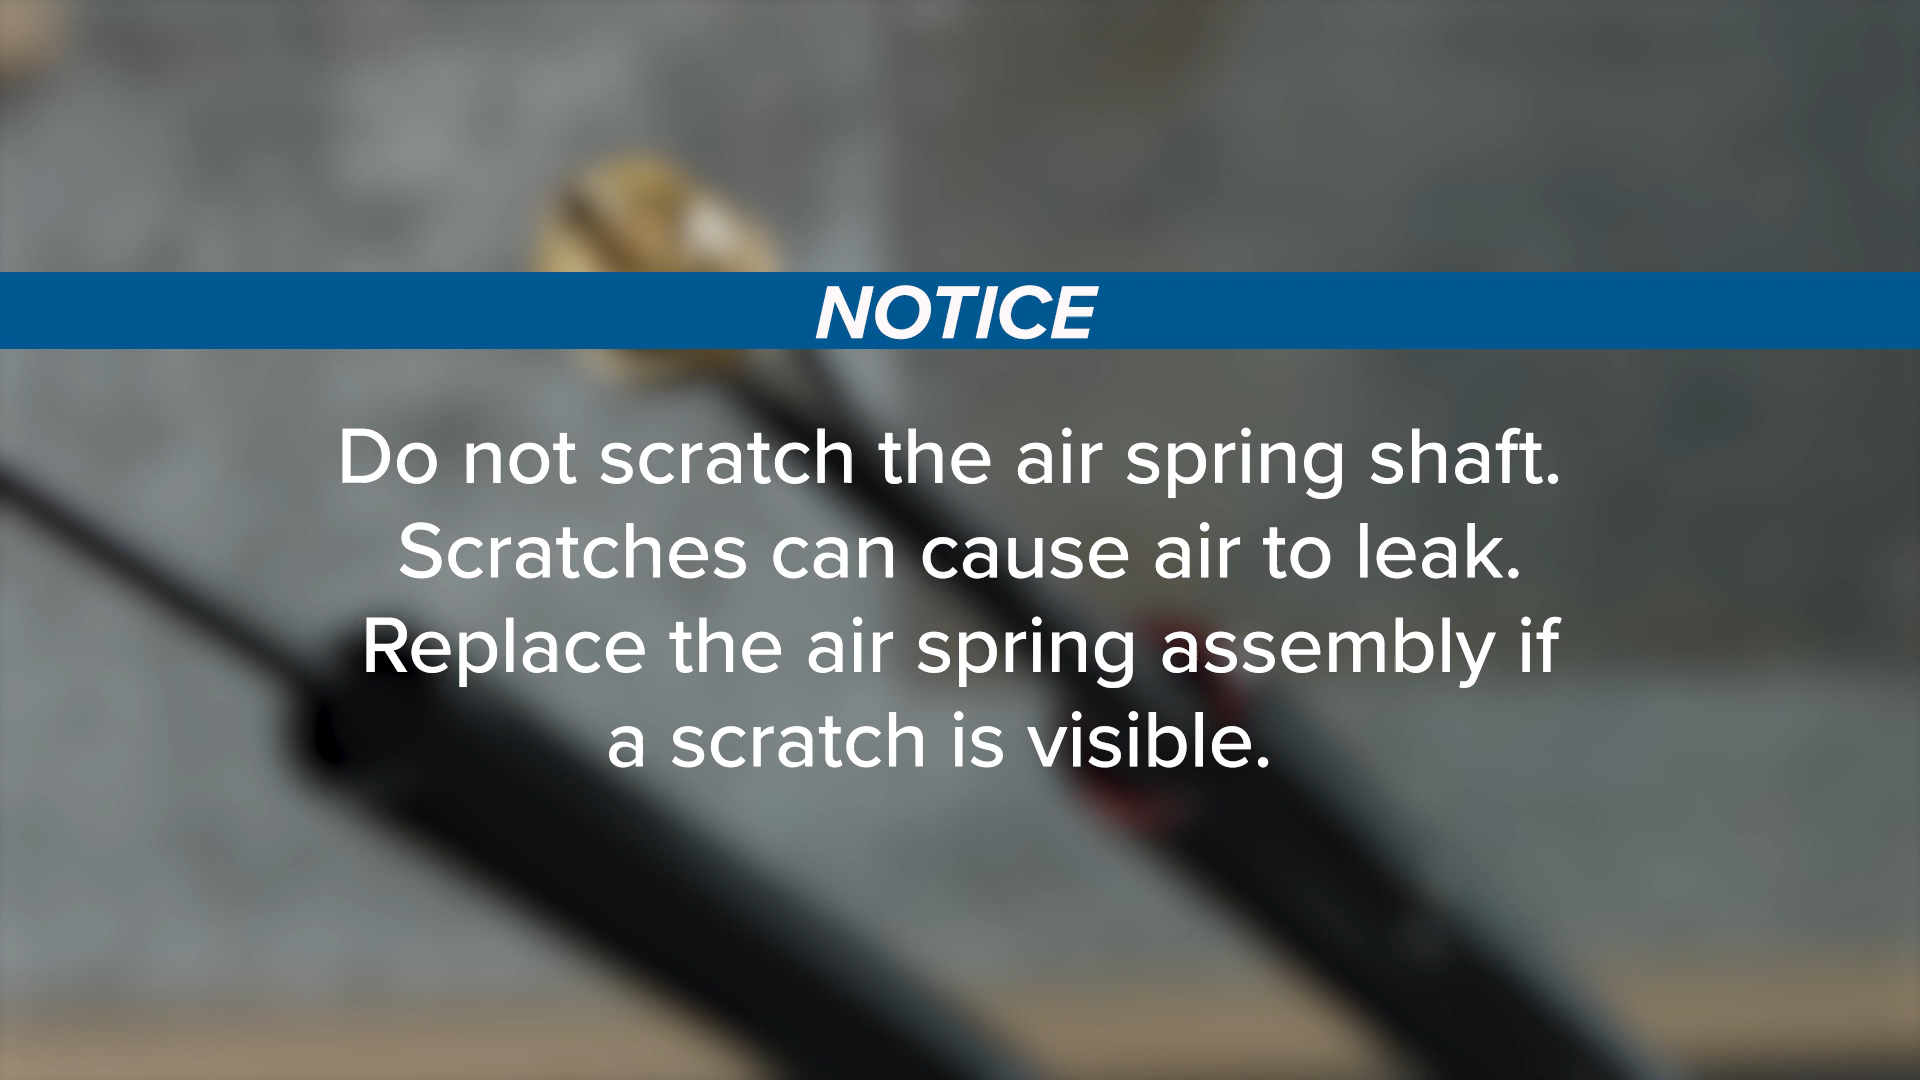 NOTICE
Do not scratch the air spring shaft.
Scratches can cause air to leak.
Replace the air spring assembly if
a scratch is visible.